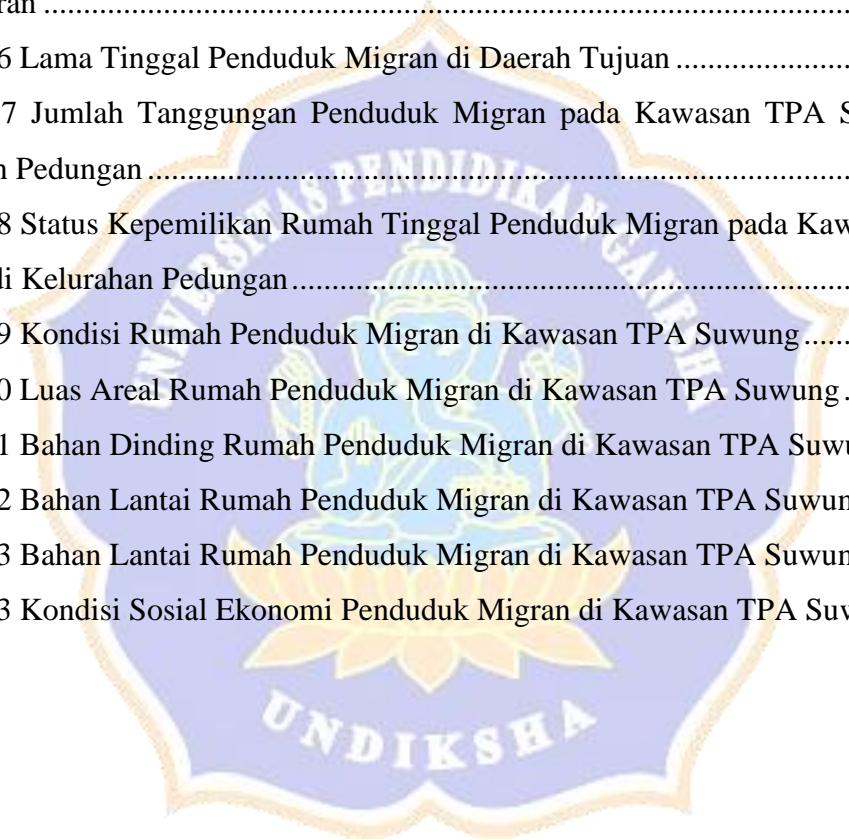 ran ........................................................................................................
6 Lama Tinggal Penduduk Migran di Daerah Tujuan ......................
7 Jumlah Tanggungan Penduduk Migran pada Kawasan TPA S
n Pedungan ...........................................................................................
8 Status Kepemilikan Rumah Tinggal Penduduk Migran pada Kaw
di Kelurahan Pedungan .......................................................................
9 Kondisi Rumah Penduduk Migran di Kawasan TPA Suwung ......
0 Luas Areal Rumah Penduduk Migran di Kawasan TPA Suwung .
1 Bahan Dinding Rumah Penduduk Migran di Kawasan TPA Suwu
2 Bahan Lantai Rumah Penduduk Migran di Kawasan TPA Suwun
3 Bahan Lantai Rumah Penduduk Migran di Kawasan TPA Suwun
3 Kondisi Sosial Ekonomi Penduduk Migran di Kawasan TPA Suw
UNIVERSITAS PENDIDIKAN GANESHA
UNDIKSHA